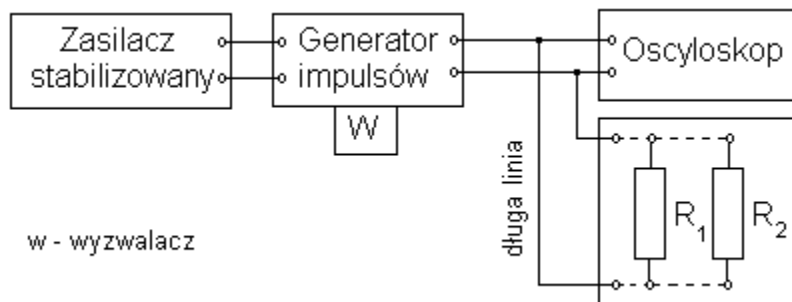 Zasilacz
stabilizowany
Generator
impulsów
W
Oscyloskop
długa linia
R1
R2
w - wyzwalacz